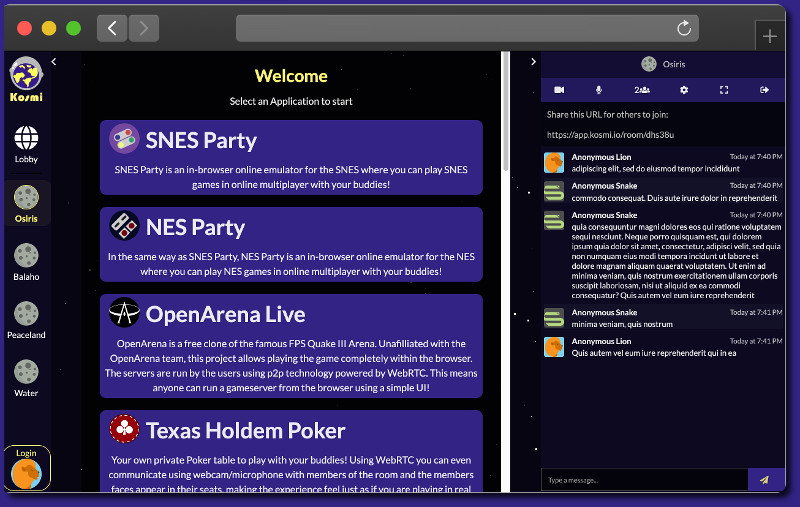 Kosmi
Lobby
Osiris
Balaho
Peaceland
Water
Login
Welcome
Select an Application to start
SNES Party
SNES Party is an in-browser online emulator for the SNES where you can play SNES
games in online multiplayer with your buddies!
NES Party
In the same way as SNES Party, NES Party is an in-browser online emulator for the NES
where you can play NES games in online multiplayer with your buddies!
OpenArena Live
OpenArena is a free clone of the famous FPS Quake III Arena. Unafilliated with the
OpenArena team, this project allows playing the game completely within the browser.
The servers are run by the users using p2p technology powered by WebRTC. This means
anyone can run a gameserver from the browser using a simple UI!
Texas Holdem Poker
Your own private Poker table to play with your buddies! Using WebRTC you can even
communicate using webcam/microphone with members of the room and the members
faces appear in their seats, making the experience feel just as if you are playing in real
Osiris
2
Share this URL for others to join:
https://app.kosmi.io/room/dhs38u
Anonymous Lion Today at 7:40 PM
adipiscing elit, sed do eiusmod tempor incididunt
Anonymous Snake Today at 7:40 PM
commodo consequat. Duis aute irure dolor in reprehenderit
Anonymous Snake Today at 7:40 PM
quia consequuntur magni dolores eos qui ratione voluptatem
sequi nesciunt. Neque porro quisquam est, qui dolorem
ipsum quia dolor sit amet, consectetur, adipisci velit, sed quia
non numquam eius modi tempora incidunt ut labore et
dolore magnam aliquam quaerat voluptatem. Ut enim ad
minima veniam, quis nostrum exercitationem ullam corporis
suscipit laboriosam, nisi ut aliquid ex ea commodi
consequatur? Quis autem vel eum iure reprehenderit
Anonymous Snake Today at 7:41 PM
minima veniam, quis nostrum
Anonymous Lion Today at 7:41 PM
Quis autem vel eum iure reprehenderit qui in ea
Type a message...